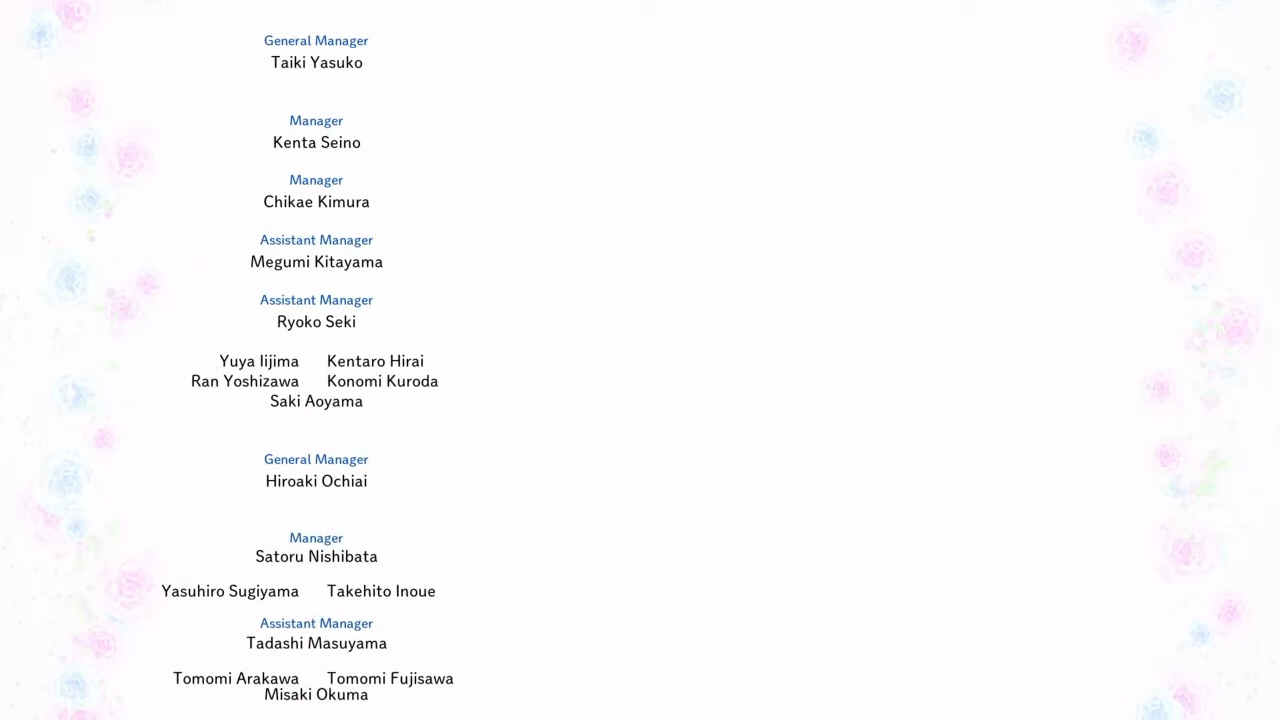 General Manager
Taiki Yasuko
Manager
Kenta Seino
Manager
Chikae Kimura
Assistant Manager
Megumi Kitayama
Assistant Manager
Ryoko Seki
Yuya Iijima Kentaro Hirai
Ran Yoshizawa Konomi Kuroda
Saki Aoyama
General Manager
Hiroaki Ochiai
Manager
Satoru Nishibata
Yasuhiro Sugiyama Takehito Inoue
Assistant Manager
Tadashi Masuyama
Tomomi Arakawa Tomomi Fujisawa
Misaki Okuma